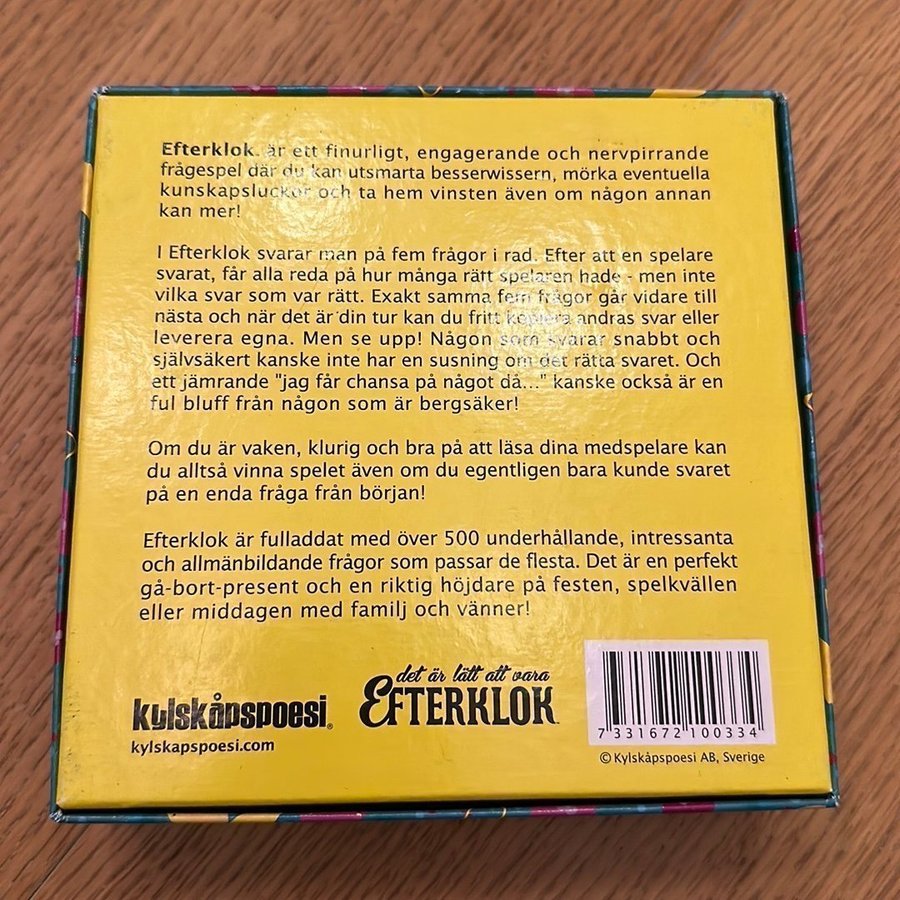 Efterklok. är ett finurligt, engagerande och nervpirrande
frågespel där du kan utsmarta besserwissern, mörka eventuella
kunskapsluckor och ta hem vinsten även om någon annan
kan mer!
I Efterklok svarar man på fem frågor i rad. Efter att en spelare
svarat, får alla reda på hur många rätt spelaren hade - men inte
vilka svar som var rätt. Exakt samma fem frågor går vidare till
nästa och när det är din tur kan du fritt kopiera andras svar eller
leverera egna. Men se upp! Någon som svarar snabbt och
självsäkert kanske inte har en susning om det rätta svaret. Och
ett jämrande "jag får chansa på något då..." kanske också är en
ful bluff från någon som är bergsäker!
Om du är vaken, klurig och bra på att läsa dina medspelare kan
du alltså vinna spelet även om du egentligen bara kunde svaret
på en enda fråga från början!
Efterklok är fulladdat med över 500 underhållande, intressanta
och allmänbildande frågor som passar de flesta. Det är en perfekt
gå-bort-present och en riktig höjdare på festen, spelkvällen
eller middagen med familj och vänner!
det är lätt att vara
EFTERKLOK
kylskåpspoesi®
kylskapspoesi.com
7 331672 100334
© Kylskåpspoesi AB, Sverige